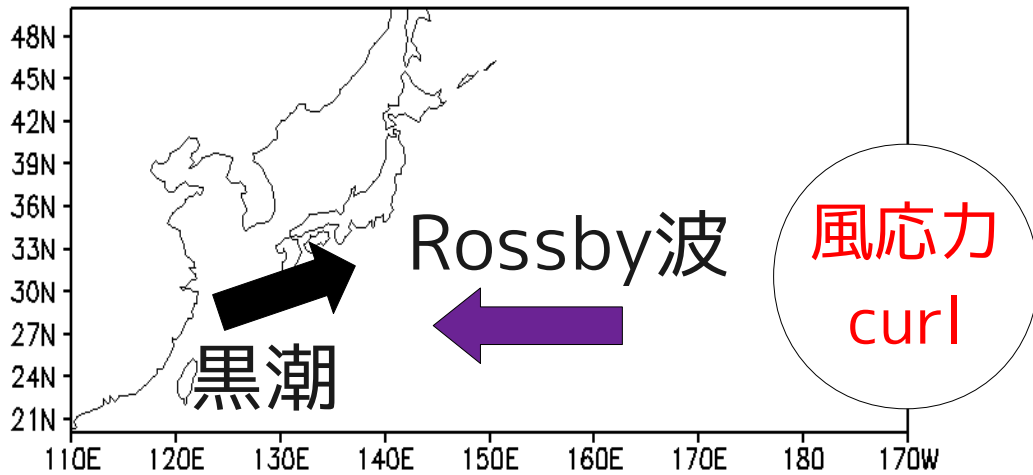 48N
45N
42N
39N
36N
33N
30N
27N
24N
21N
風応力
curl
Rossby波
黒潮
110E 120E 130E 140E 150E 160E 170E 180 170W